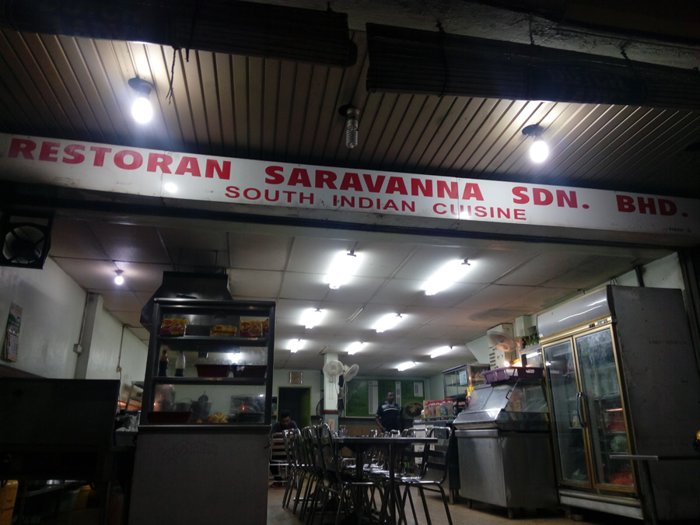 RESTORAN SARAVANNA SDN. BHD.
SOUTH INDIAN CUISINE